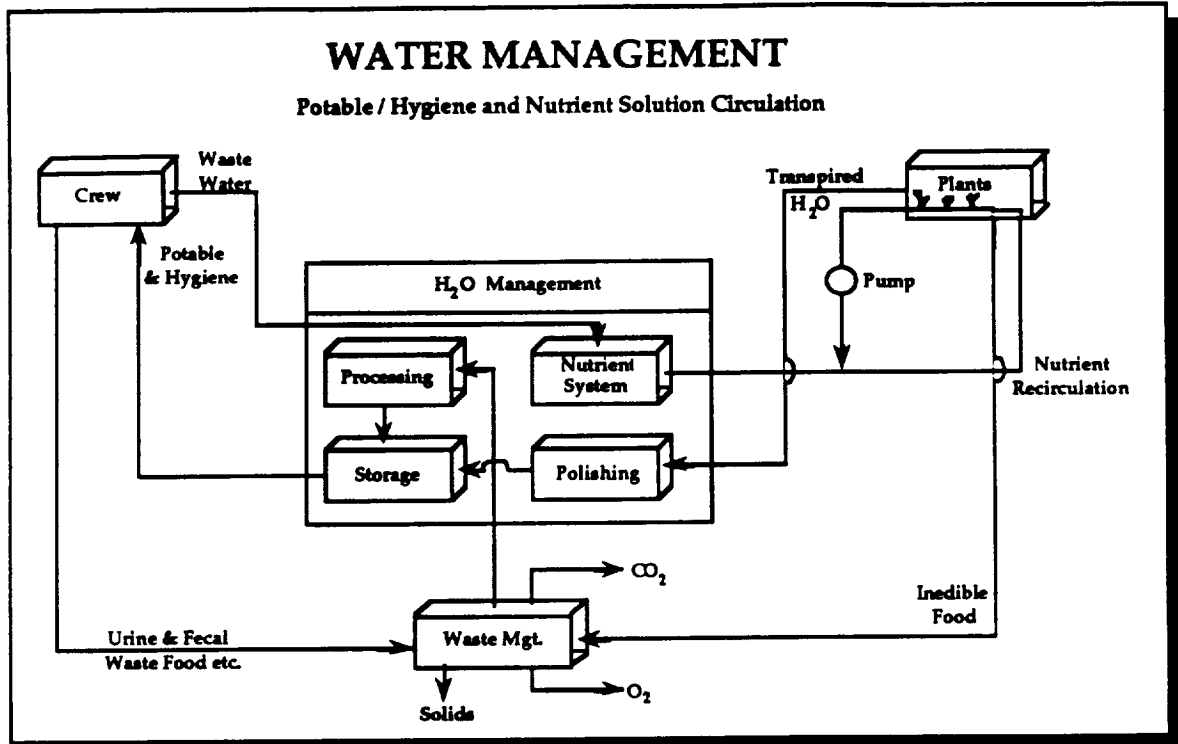 WATER MANAGEMENT
Potable / Hygiene and Nutrient Solution Circulation
Crew
Waste
Water
Transpired
H₂O
Plants
Potable
& Hygiene
H₂O Management
Pump
Processing
Nutrient
System
Nutrient
Recirculation
Storage
Polishing
CO₂
Inedible
Food
Urine & Fecal
Waste Food etc.
Waste Mgt.
O₂
Solids